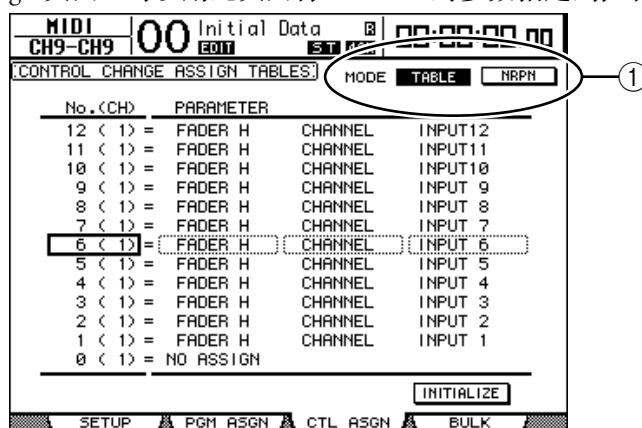 MIDI
CH9-CH9
00 Initial Data
EDIT
ST
00:00:00.00
CONTROL CHANGE ASSIGN TABLES
MODE TABLE NRPN
1
No.(CH) PARAMETER
12 ( 1) = FADER H CHANNEL INPUT12
11 ( 1) = FADER H CHANNEL INPUT11
10 ( 1) = FADER H CHANNEL INPUT10
9 ( 1) = FADER H CHANNEL INPUT 9
8 ( 1) = FADER H CHANNEL INPUT 8
7 ( 1) = FADER H CHANNEL INPUT 7
6 ( 1) = FADER H CHANNEL INPUT 6
5 ( 1) = FADER H CHANNEL INPUT 5
4 ( 1) = FADER H CHANNEL INPUT 4
3 ( 1) = FADER H CHANNEL INPUT 3
2 ( 1) = FADER H CHANNEL INPUT 2
1 ( 1) = FADER H CHANNEL INPUT 1
0 ( 1) = NO ASSIGN
INITIALIZE
SETUP PGM ASGN CTL ASGN BULK